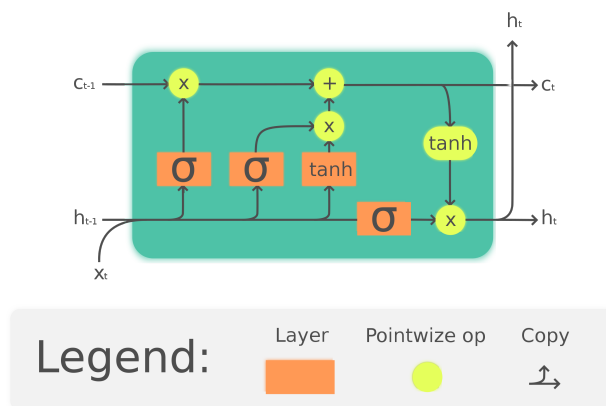 hₜ
cₜ₋₁ x + cₜ
x
tanh
σ σ tanh
hₜ₋₁ σ x hₜ
xₜ
Legend:
Layer Pointwize op Copy